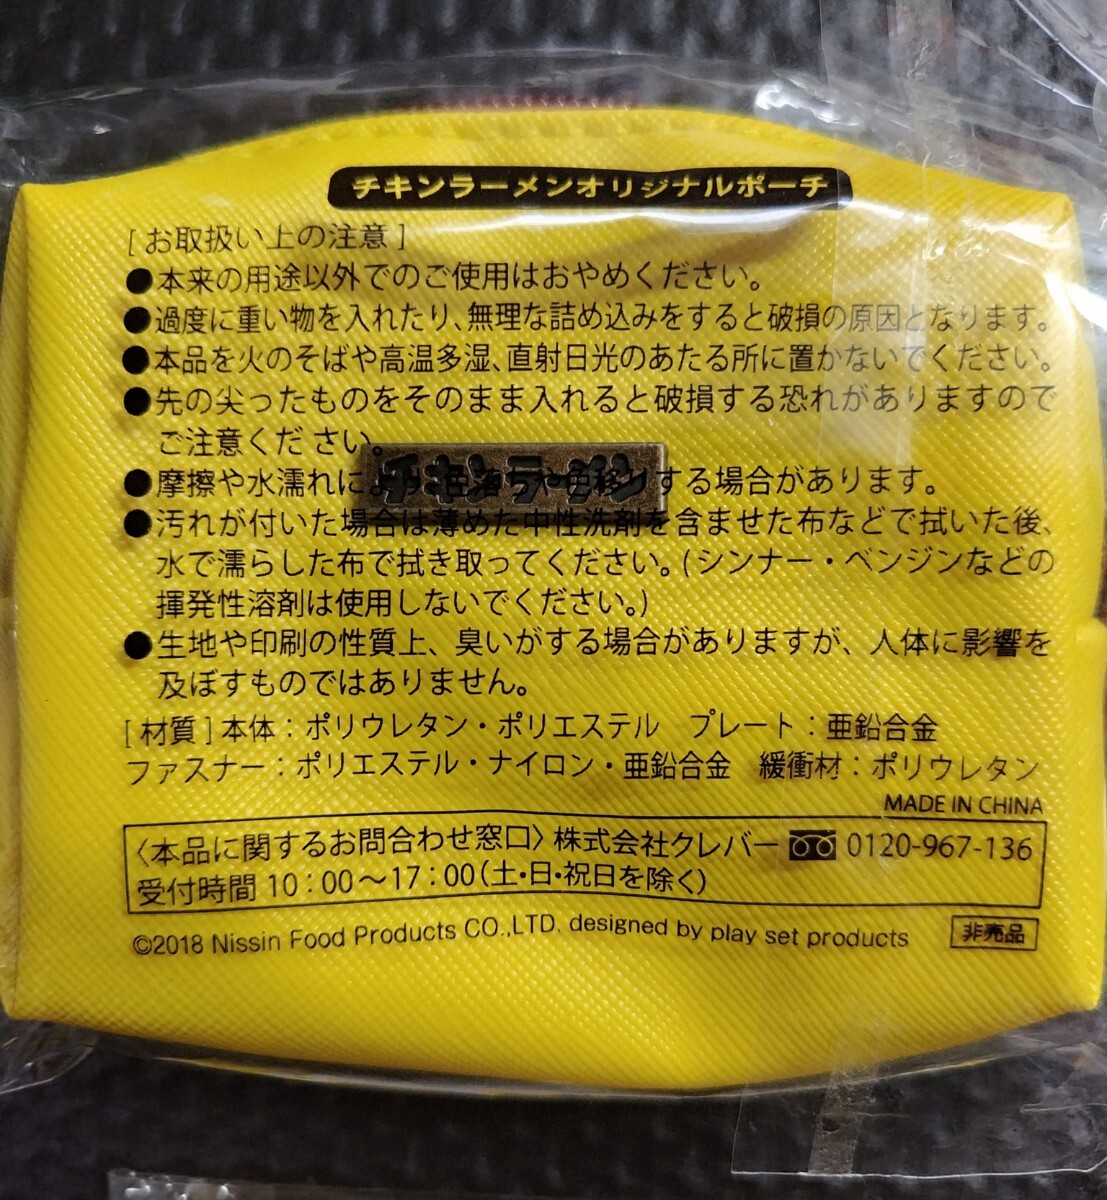 チキンラーメンオリジナルポーチ
[お取扱い上の注意]
●本来の用途以外でのご使用はおやめください。
●過度に重い物を入れたり、無理な詰め込みをすると破損の原因となります。
●本品を火のそばや高温多湿、直射日光のあたる所に置かないでください。
●先の尖ったものをそのまま入れると破損する恐れがありますので
ご注意ください。
チキンラーメン
●摩擦や水濡れにより、色落ちや色移りする場合があります。
●汚れが付いた場合は薄めた中性洗剤を含ませた布などで拭いた後、
水で濡らした布で拭き取ってください。(シンナー・ベンジンなどの
揮発性溶剤は使用しないでください。)
●生地や印刷の性質上、臭いがする場合がありますが、人体に影響を
及ぼすものではありません。
[材質]本体：ポリウレタン・ポリエステル プレート：亜鉛合金
ファスナー：ポリエステル・ナイロン・亜鉛合金 緩衝材：ポリウレタン
MADE IN CHINA
〈本品に関するお問合わせ窓口〉株式会社クレバー 0120-967-136
受付時間 10：00〜17：00(土・日・祝日を除く)
©2018 Nissin Food Products CO.,LTD. designed by play set products
非売品